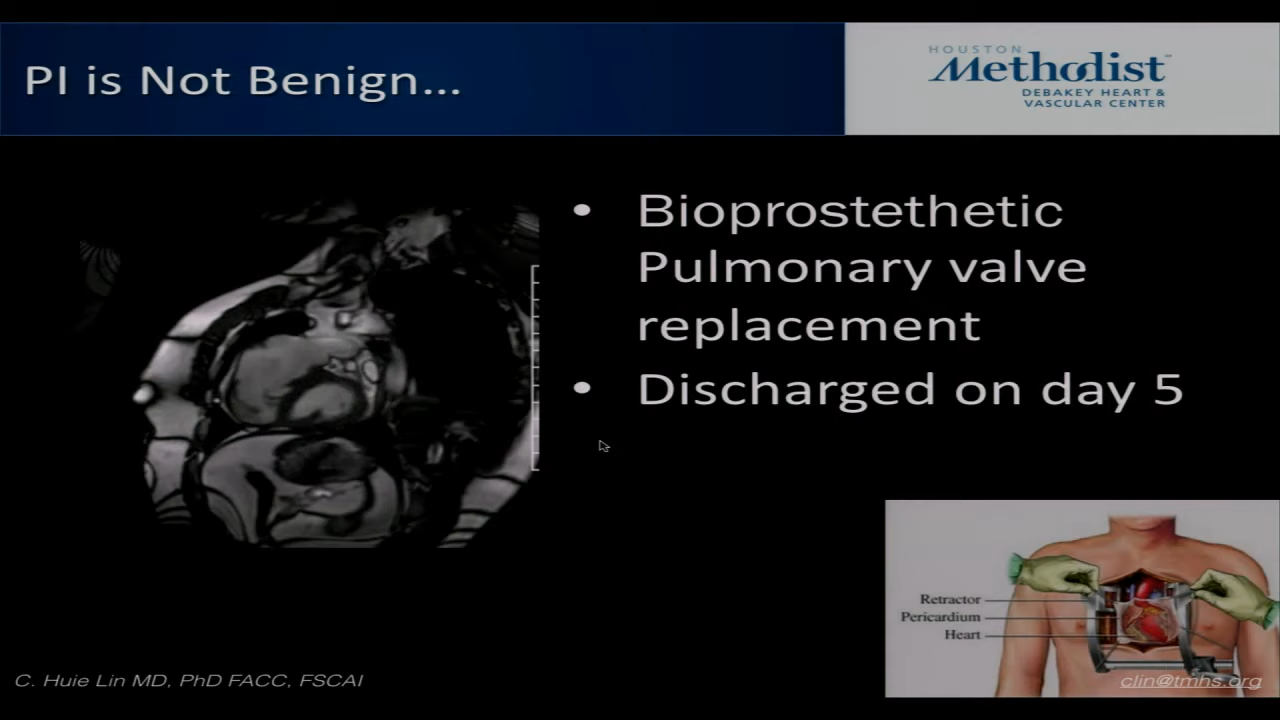 PI is Not Benign...
HOUSTON
Methodist
DEBAKEY HEART &
VASCULAR CENTER
• Bioprostethetic
Pulmonary valve
replacement
• Discharged on day 5
Retractor
Pericardium
Heart
C. Huie Lin MD, PhD FACC, FSCAI
clin@tmhs.org